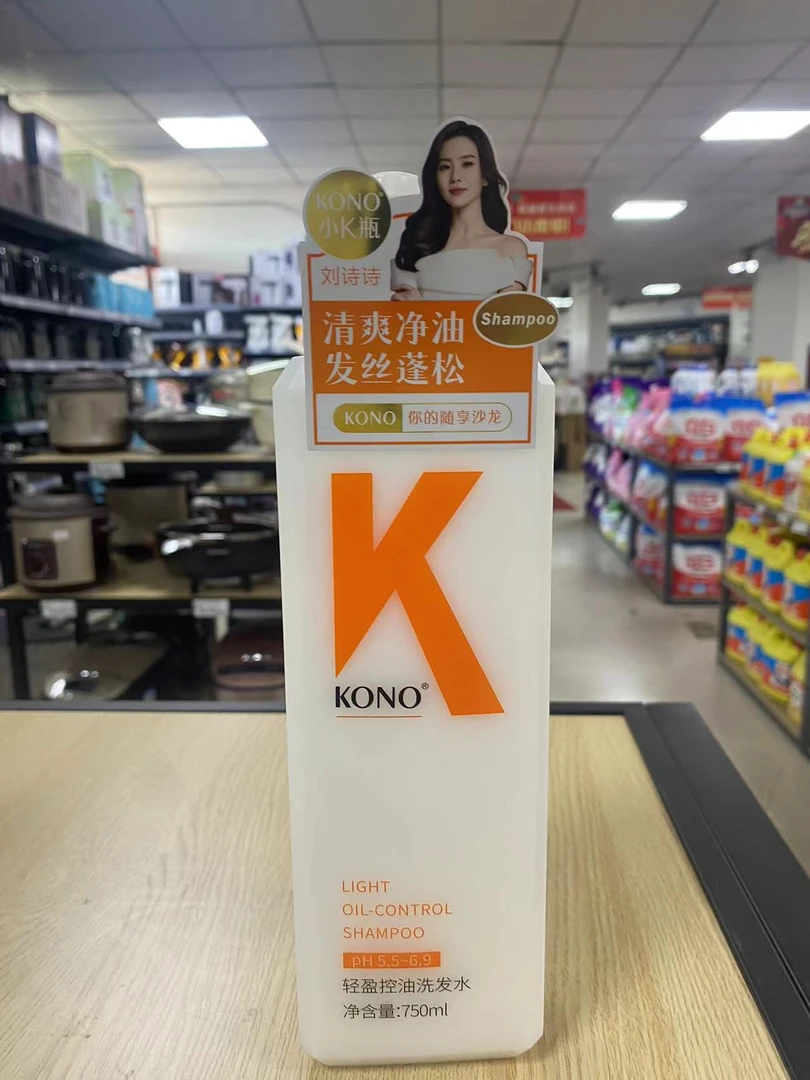 KONO®
小K瓶
刘诗诗
Shampoo
清爽净油
发丝蓬松
KONO 你的随享沙龙
K
KONO®
LIGHT
OIL-CONTROL
SHAMPOO
pH 5.5~6.9
轻盈控油洗发水
净含量:750ml